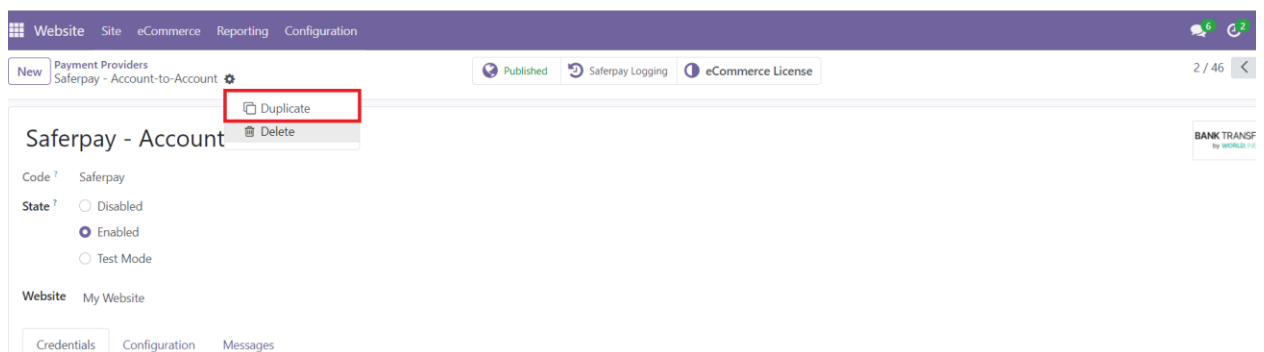 Website Site eCommerce Reporting Configuration 6 2
New Payment Providers
Saferpay - Account-to-Account
Published Saferpay Logging eCommerce License 2 / 46
Duplicate
Delete
Saferpay - Account
BANK TRANSF
by WORLDLINE
Code ? Saferpay
State ? Disabled
Enabled
Test Mode
Website My Website
Credentials Configuration Messages